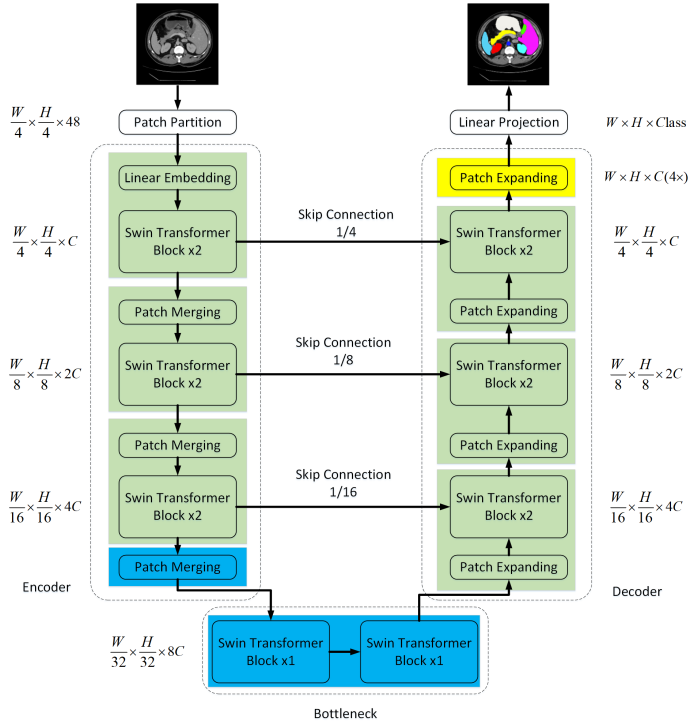 W/4 × H/4 × 48
Patch Partition
Linear Projection
W × H × Class
Linear Embedding
Patch Expanding
W × H × C(4×)
W/4 × H/4 × C
Swin Transformer
Block x2
Skip Connection
1/4
Swin Transformer
Block x2
W/4 × H/4 × C
Patch Merging
Patch Expanding
W/8 × H/8 × 2C
Swin Transformer
Block x2
Skip Connection
1/8
Swin Transformer
Block x2
W/8 × H/8 × 2C
Patch Merging
Patch Expanding
W/16 × H/16 × 4C
Swin Transformer
Block x2
Skip Connection
1/16
Swin Transformer
Block x2
W/16 × H/16 × 4C
Patch Merging
Patch Expanding
Encoder
Decoder
W/32 × H/32 × 8C
Swin Transformer
Block x1
Swin Transformer
Block x1
Bottleneck